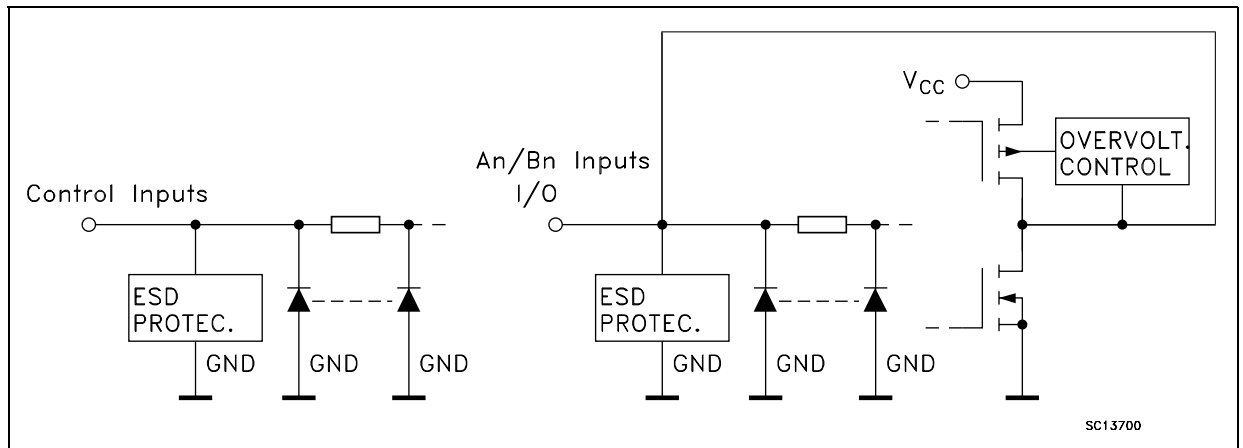 Control Inputs
ESD
PROTEC.
GND
GND
GND
An/Bn Inputs
I/O
ESD
PROTEC.
GND
GND
GND
VCC
OVERVOLT.
CONTROL
SC13700